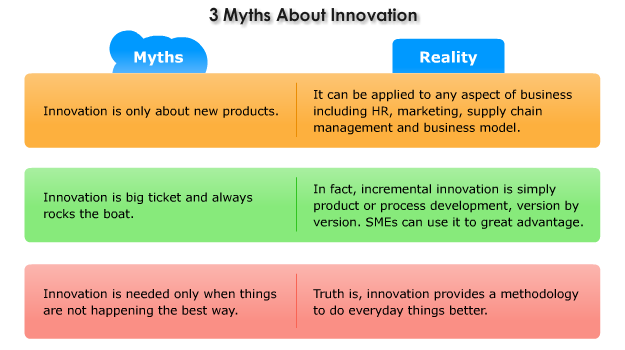 3 Myths About Innovation
Myths
Reality
Innovation is only about new products.
It can be applied to any aspect of business
including HR, marketing, supply chain
management and business model.
Innovation is big ticket and always
rocks the boat.
In fact, incremental innovation is simply
product or process development, version by
version. SMEs can use it to great advantage.
Innovation is needed only when things
are not happening the best way.
Truth is, innovation provides a methodology
to do everyday things better.